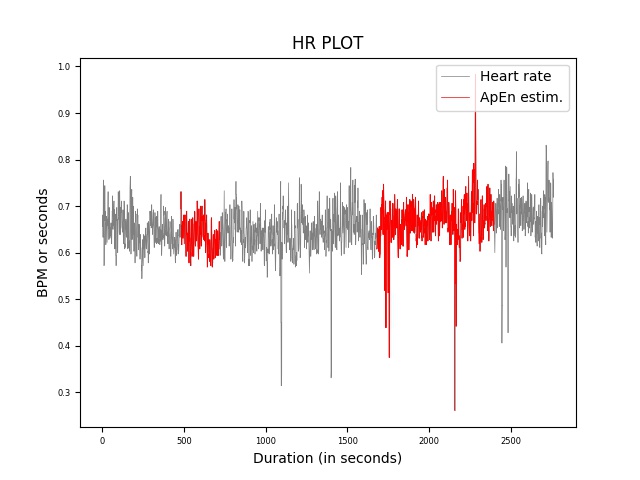 HR PLOT
Heart rate
ApEn estim.
1.0
0.9
0.8
0.7
0.6
0.5
0.4
0.3
BPM or seconds
0 500 1000 1500 2000 2500
Duration (in seconds)